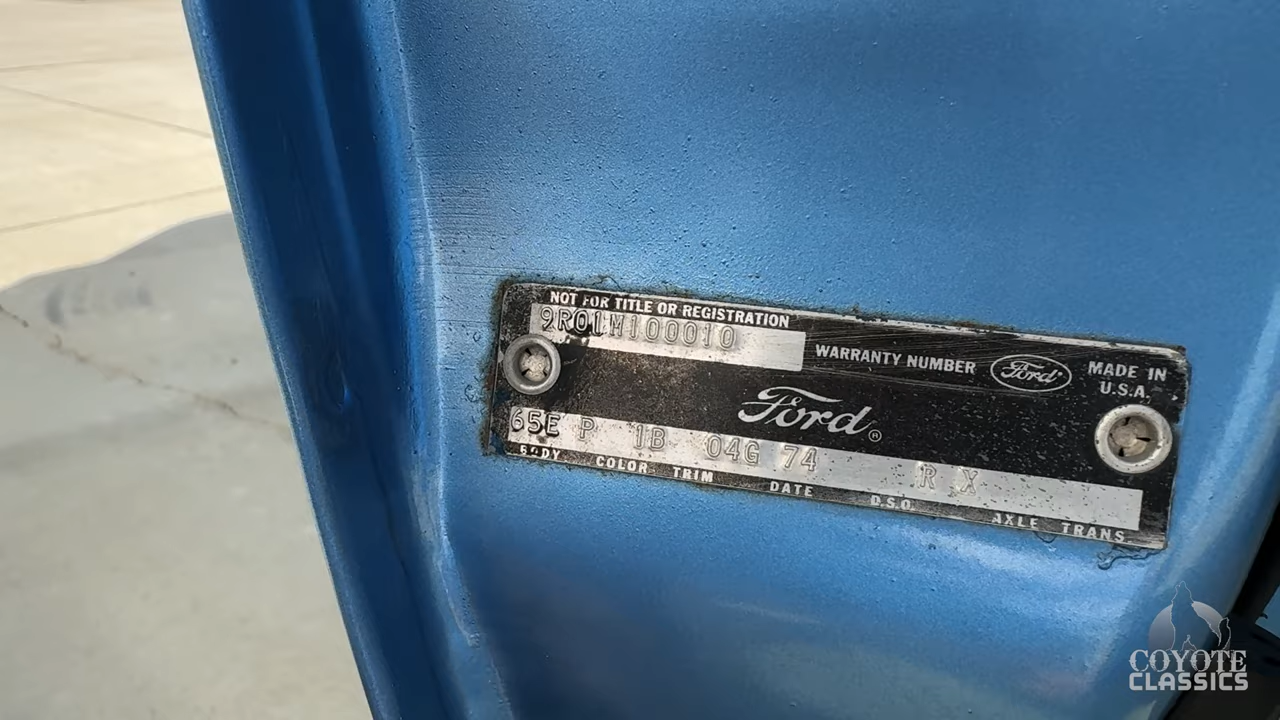 NOT FOR TITLE OR REGISTRATION
9R01M100010
WARRANTY NUMBER
Ford
MADE IN
U.S.A.
Ford®
65E P 1B 04G 74 R X
BODY COLOR TRIM DATE D.S.O. AXLE TRANS.
COYOTE
CLASSICS